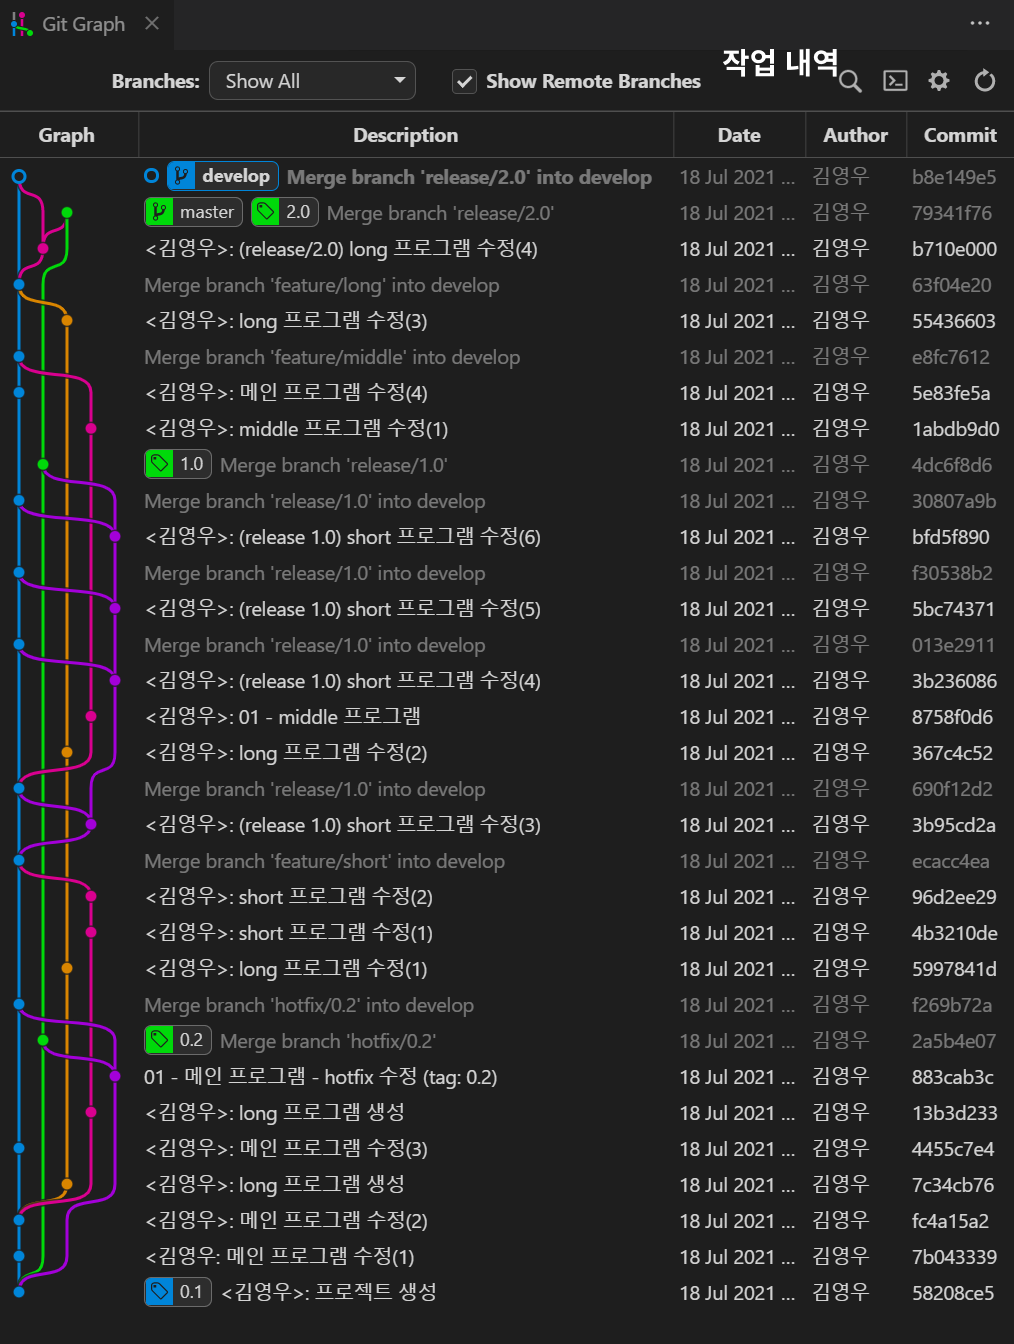 Git Graph
작업 내역
Branches: Show All Show Remote Branches
Graph Description Date Author Commit
develop Merge branch 'release/2.0' into develop 18 Jul 2021 ... 김영우 b8e149e5
master 2.0 Merge branch 'release/2.0' 18 Jul 2021 ... 김영우 79341f76
<김영우>: (release/2.0) long 프로그램 수정(4) 18 Jul 2021 ... 김영우 b710e000
Merge branch 'feature/long' into develop 18 Jul 2021 ... 김영우 63f04e20
<김영우>: long 프로그램 수정(3) 18 Jul 2021 ... 김영우 55436603
Merge branch 'feature/middle' into develop 18 Jul 2021 ... 김영우 e8fc7612
<김영우>: 메인 프로그램 수정(4) 18 Jul 2021 ... 김영우 5e83fe5a
<김영우>: middle 프로그램 수정(1) 18 Jul 2021 ... 김영우 1abdb9d0
1.0 Merge branch 'release/1.0' 18 Jul 2021 ... 김영우 4dc6f8d6
Merge branch 'release/1.0' into develop 18 Jul 2021 ... 김영우 30807a9b
<김영우>: (release 1.0) short 프로그램 수정(6) 18 Jul 2021 ... 김영우 bfd5f890
Merge branch 'release/1.0' into develop 18 Jul 2021 ... 김영우 f30538b2
<김영우>: (release 1.0) short 프로그램 수정(5) 18 Jul 2021 ... 김영우 5bc74371
Merge branch 'release/1.0' into develop 18 Jul 2021 ... 김영우 013e2911
<김영우>: (release 1.0) short 프로그램 수정(4) 18 Jul 2021 ... 김영우 3b236086
<김영우>: 01 - middle 프로그램 18 Jul 2021 ... 김영우 8758f0d6
<김영우>: long 프로그램 수정(2) 18 Jul 2021 ... 김영우 367c4c52
Merge branch 'release/1.0' into develop 18 Jul 2021 ... 김영우 690f12d2
<김영우>: (release 1.0) short 프로그램 수정(3) 18 Jul 2021 ... 김영우 3b95cd2a
Merge branch 'feature/short' into develop 18 Jul 2021 ... 김영우 ecacc4ea
<김영우>: short 프로그램 수정(2) 18 Jul 2021 ... 김영우 96d2ee29
<김영우>: short 프로그램 수정(1) 18 Jul 2021 ... 김영우 4b3210de
<김영우>: long 프로그램 수정(1) 18 Jul 2021 ... 김영우 5997841d
Merge branch 'hotfix/0.2' into develop 18 Jul 2021 ... 김영우 f269b72a
0.2 Merge branch 'hotfix/0.2' 18 Jul 2021 ... 김영우 2a5b4e07
01 - 메인 프로그램 - hotfix 수정 (tag: 0.2) 18 Jul 2021 ... 김영우 883cab3c
<김영우>: long 프로그램 생성 18 Jul 2021 ... 김영우 13b3d233
<김영우>: 메인 프로그램 수정(3) 18 Jul 2021 ... 김영우 4455c7e4
<김영우>: long 프로그램 생성 18 Jul 2021 ... 김영우 7c34cb76
<김영우>: 메인 프로그램 수정(2) 18 Jul 2021 ... 김영우 fc4a15a2
<김영우: 메인 프로그램 수정(1) 18 Jul 2021 ... 김영우 7b043339
0.1 <김영우>: 프로젝트 생성 18 Jul 2021 ... 김영우 58208ce5